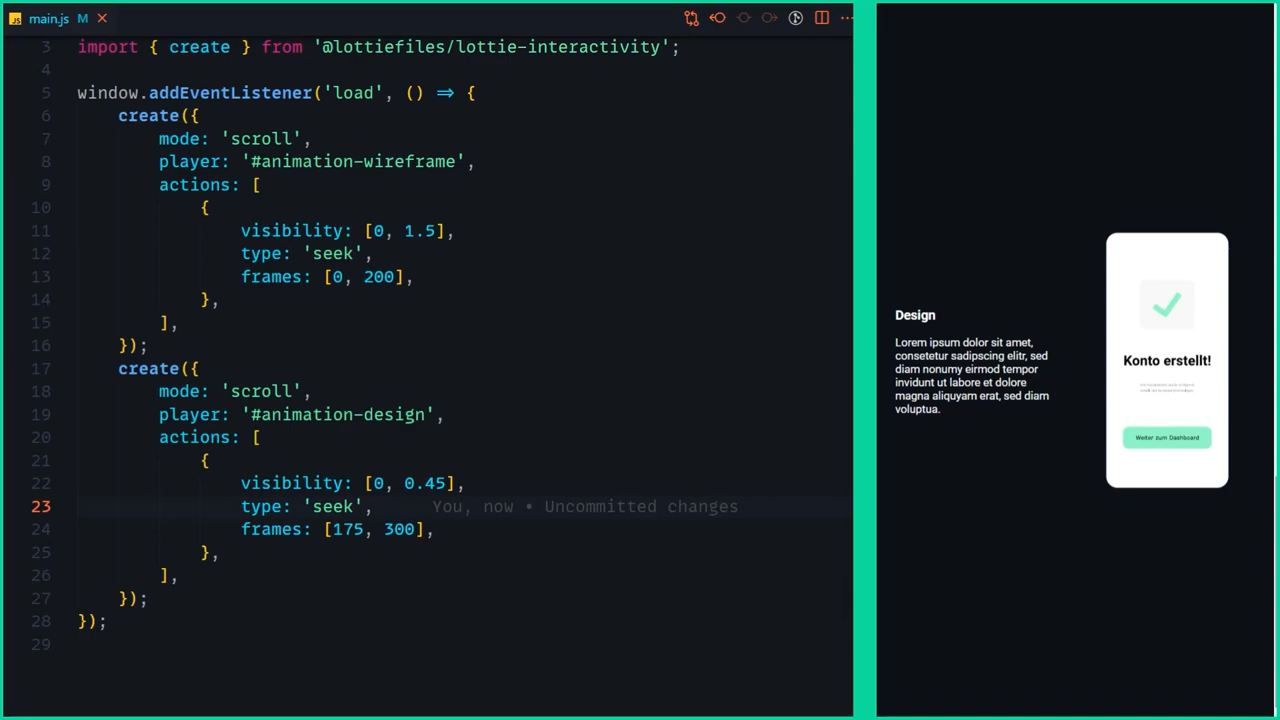 JS main.js M
3 import { create } from '@lottiefiles/lottie-interactivity';
4
5 window.addEventListener('load', () => {
6 create({
7 mode: 'scroll',
8 player: '#animation-wireframe',
9 actions: [
10 {
11 visibility: [0, 1.5],
12 type: 'seek',
13 frames: [0, 200],
14 },
15 ],
16 });
17 create({
18 mode: 'scroll',
19 player: '#animation-design',
20 actions: [
21 {
22 visibility: [0, 0.45],
23 type: 'seek', You, now • Uncommitted changes
24 frames: [175, 300],
25 },
26 ],
27 });
28 });
29
Design
Lorem ipsum dolor sit amet,
consetetur sadipscing elitr, sed
diam nonumy eirmod tempor
invidunt ut labore et dolore
magna aliquyam erat, sed diam
voluptua.
Konto erstellt!
Weiter zum Dashboard